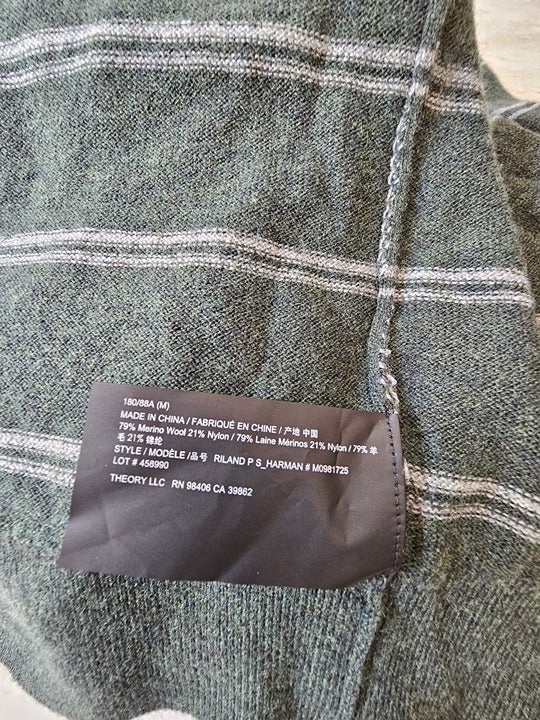 180/88A (M)
MADE IN CHINA / FABRIQUÉ EN CHINE / 产地 中国
79% Merino Wool 21% Nylon / 79% Laine Mérinos 21% Nylon / 79% 羊
毛 21% 锦纶
STYLE / MODÈLE /品号 RILAND P S_HARMAN # M0981725
LOT # 458990
THEORY LLC RN 98406 CA 39862